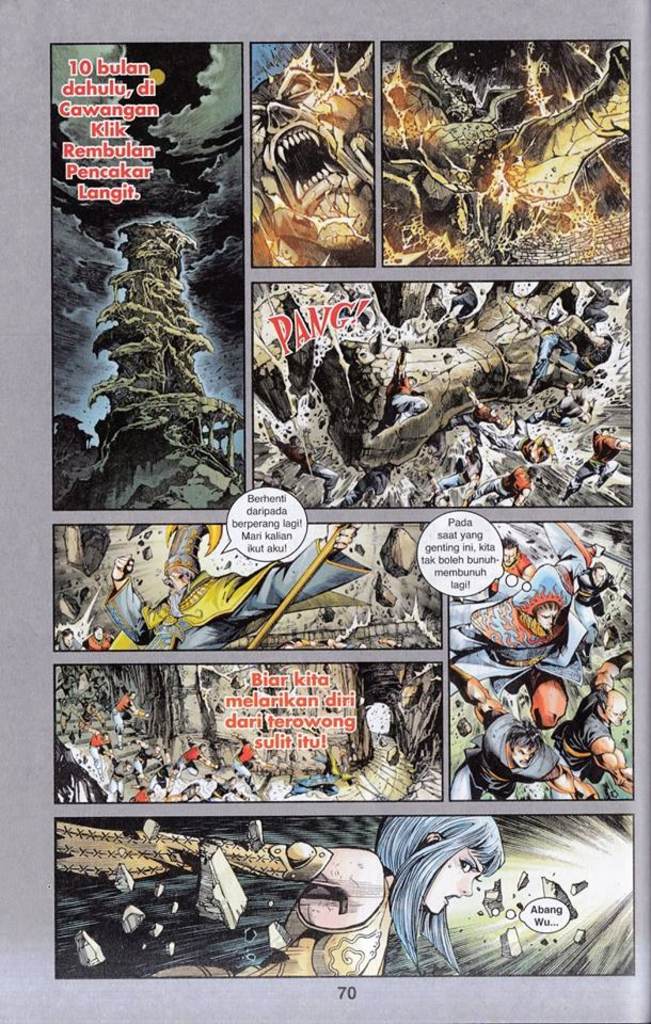 10 bulan
dahulu, di
Cawangan
Klik
Rembulan
Pencakar
Langit.
PANG!
Berhenti
daripada
berperang lagi!
Mari kalian
ikut aku!
Pada
saat yang
genting ini, kita
tak boleh bunuh-
membunuh
lagi!
Biar kita
melarikan diri
dari terowong
sulit itu!
Abang
Wu...
70